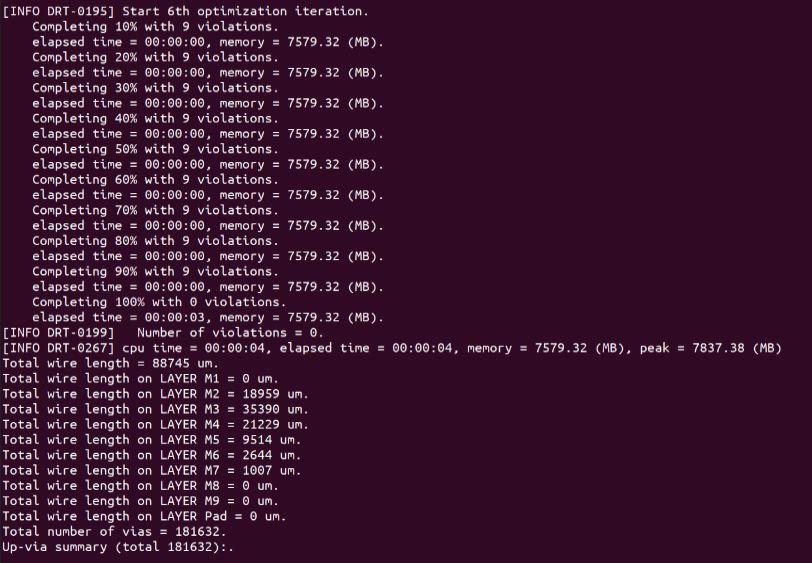 [INFO DRT-0195] Start 6th optimization iteration.
    Completing 10% with 9 violations.
    elapsed time = 00:00:00, memory = 7579.32 (MB).
    Completing 20% with 9 violations.
    elapsed time = 00:00:00, memory = 7579.32 (MB).
    Completing 30% with 9 violations.
    elapsed time = 00:00:00, memory = 7579.32 (MB).
    Completing 40% with 9 violations.
    elapsed time = 00:00:00, memory = 7579.32 (MB).
    Completing 50% with 9 violations.
    elapsed time = 00:00:00, memory = 7579.32 (MB).
    Completing 60% with 9 violations.
    elapsed time = 00:00:00, memory = 7579.32 (MB).
    Completing 70% with 9 violations.
    elapsed time = 00:00:00, memory = 7579.32 (MB).
    Completing 80% with 9 violations.
    elapsed time = 00:00:00, memory = 7579.32 (MB).
    Completing 90% with 9 violations.
    elapsed time = 00:00:00, memory = 7579.32 (MB).
    Completing 100% with 0 violations.
    elapsed time = 00:00:03, memory = 7579.32 (MB).
[INFO DRT-0199]   Number of violations = 0.
[INFO DRT-0267] cpu time = 00:00:04, elapsed time = 00:00:04, memory = 7579.32 (MB), peak = 7837.38 (MB)
Total wire length = 88745 um.
Total wire length on LAYER M1 = 0 um.
Total wire length on LAYER M2 = 18959 um.
Total wire length on LAYER M3 = 35390 um.
Total wire length on LAYER M4 = 21229 um.
Total wire length on LAYER M5 = 9514 um.
Total wire length on LAYER M6 = 2644 um.
Total wire length on LAYER M7 = 1007 um.
Total wire length on LAYER M8 = 0 um.
Total wire length on LAYER M9 = 0 um.
Total wire length on LAYER Pad = 0 um.
Total number of vias = 181632.
Up-via summary (total 181632):.